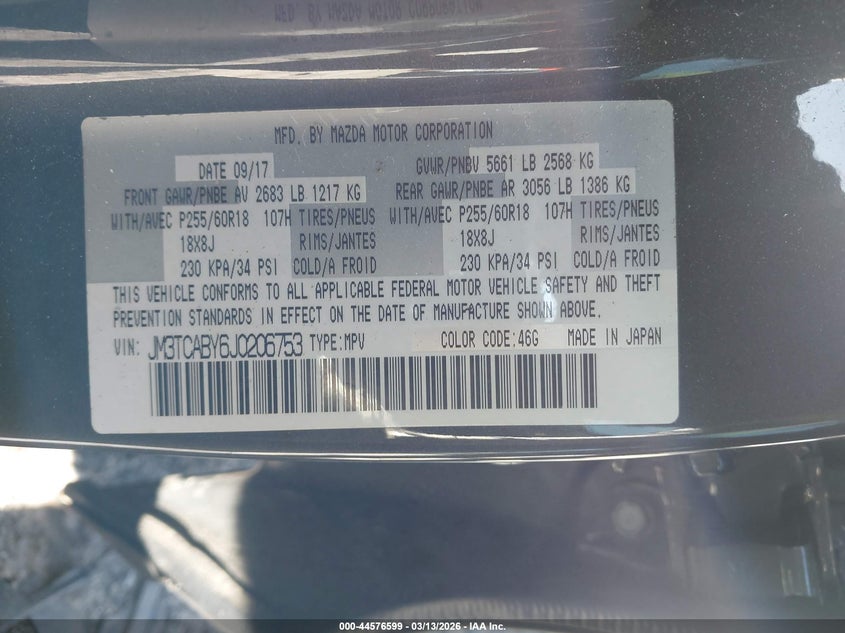 MFD. BY MAZDA MOTOR CORPORATION
MFD. BY MAZDA MOTOR CORPORATION
DATE 09/17 GVWR/PNBV 5661 LB 2568 KG
FRONT GAWR/PNBE AV 2683 LB 1217 KG REAR GAWR/PNBE AR 3056 LB 1386 KG
WITH/AVEC P255/60R18 107H TIRES/PNEUS WITH/AVEC P255/60R18 107H TIRES/PNEUS
18X8J RIMS/JANTES 18X8J RIMS/JANTES
230 KPA/34 PSI COLD/A FROID 230 KPA/34 PSI COLD/A FROID
THIS VEHICLE CONFORMS TO ALL APPLICABLE FEDERAL MOTOR VEHICLE SAFETY AND THEFT
PREVENTION STANDARDS IN EFFECT ON THE DATE OF MANUFACTURE SHOWN ABOVE.
VIN: JM3TCABY6J0206753 TYPE:MPV COLOR CODE:46G MADE IN JAPAN
000-44576599 - 03/13/2026 - IAA Inc.